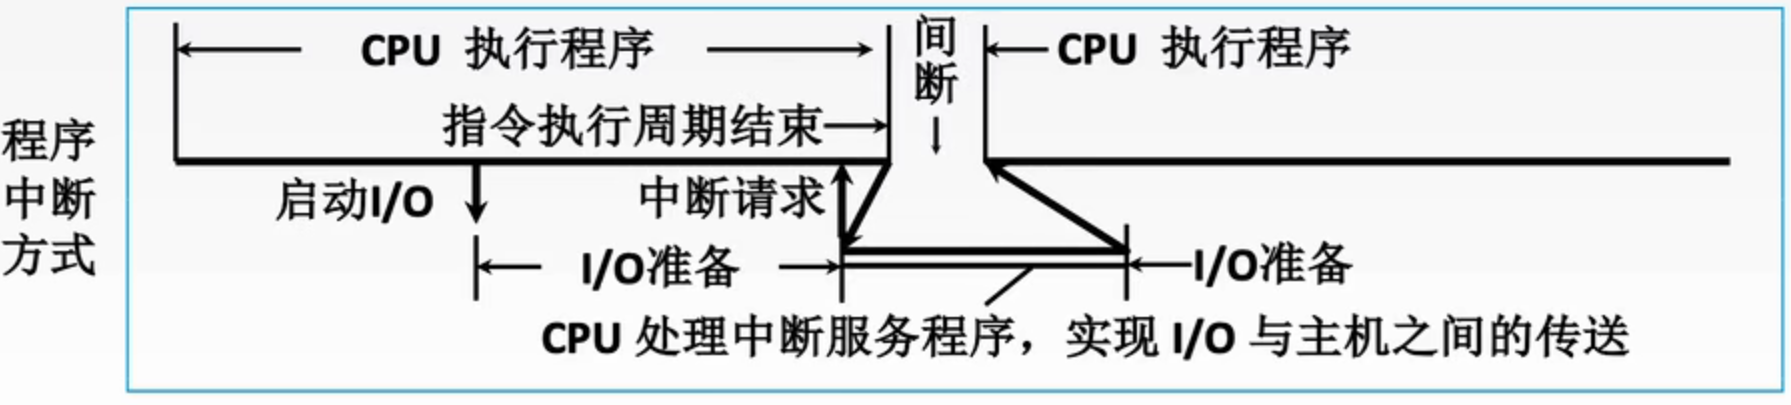 CPU 执行程序
间
断
CPU 执行程序
指令执行周期结束
程序
中断
方式
启动I/O
中断请求
I/O准备
I/O准备
CPU 处理中断服务程序，实现 I/O 与主机之间的传送